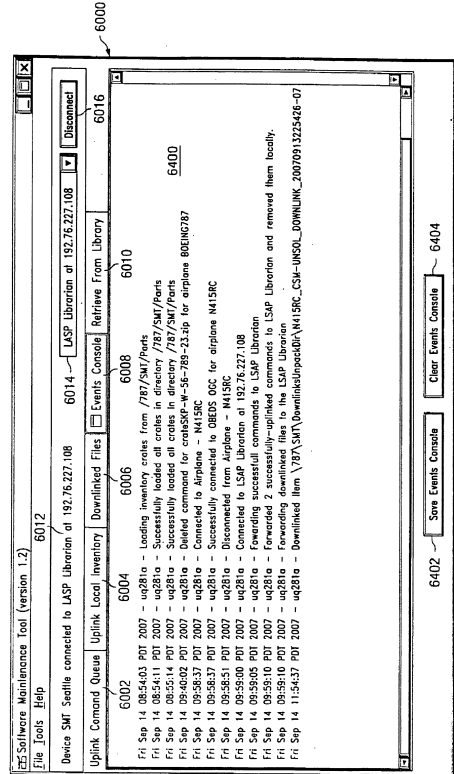 Software Maintenance Tool (version 1.2)
File Tools Help
6012
Device SMT Seattle connected to LASP Librarian at 192.76.227.108
6014
LASP Librarian at 192.76.227.108
Disconnect
6016
Uplink Command Queue
Uplink Local Inventory
Downlinked Files
Events Console
Retrieve From Library
6002
6004
6006
6008
6010
6000
Fri Sep 14 08:54:03 PDT 2007 - uq281a - Loading inventory crates from /787/SMT/Parts
Fri Sep 14 08:54:11 PDT 2007 - uq281a - Successfully loaded all crates in directory /787/SMT/Parts
Fri Sep 14 08:55:14 PDT 2007 - uq281a - Successfully loaded all crates in directory /787/SMT/Parts
Fri Sep 14 09:40:02 PDT 2007 - uq281a - Deleted command for crateSKP-W-56-789-23.zip for airplane BOEING787
Fri Sep 14 09:58:37 PDT 2007 - uq281a - Connected to Airplane - N415RC
Fri Sep 14 09:58:37 PDT 2007 - uq281a - Successfully connected to OBEDS OGC for airplane N415RC
Fri Sep 14 09:58:51 PDT 2007 - uq281a - Disconnected from Airplane - N415RC
Fri Sep 14 09:59:00 PDT 2007 - uq281a - Connected to LSAP Librarian at 192.76.227.108
Fri Sep 14 09:59:05 PDT 2007 - uq281a - Fowarding successfull commands to LSAP Librarian
Fri Sep 14 09:59:10 PDT 2007 - uq281a - Forwarded 2 successfully-uplinked commands to LSAP Librarian and removed them locally.
Fri Sep 14 09:59:10 PDT 2007 - uq281a - Forwarding downlinked files to the LSAP Librarian
Fri Sep 14 11:54:37 PDT 2007 - uq281a - Downlinked Item \787\SMT\DownlinksUnpackDir\N415RC_CSM-UNSOL_DOWNLINK_20070913225426-07
6400
6402
Save Events Console
Clear Events Console
6404